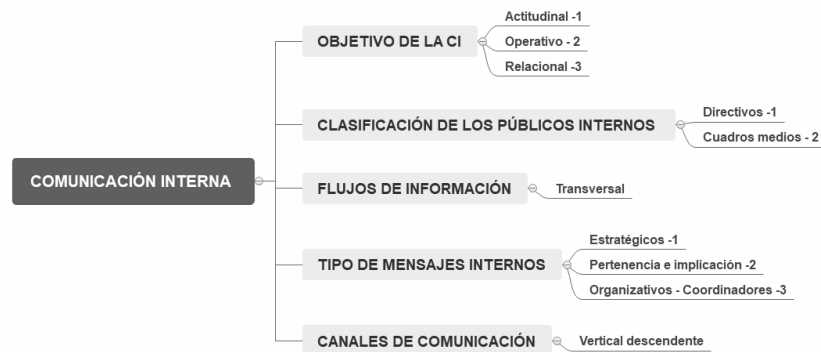 COMUNICACIÓN INTERNA
OBJETIVO DE LA CI
Actitudinal -1
Operativo - 2
Relacional -3
CLASIFICACIÓN DE LOS PÚBLICOS INTERNOS
Directivos -1
Cuadros medios - 2
FLUJOS DE INFORMACIÓN
Transversal
TIPO DE MENSAJES INTERNOS
Estratégicos -1
Pertenencia e implicación -2
Organizativos - Coordinadores -3
CANALES DE COMUNICACIÓN
Vertical descendente